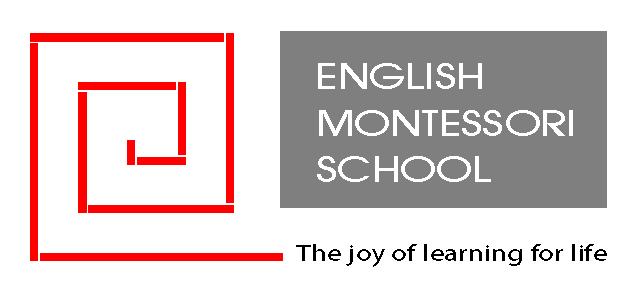 ENGLISH
MONTESSORI
SCHOOL
The joy of learning for life